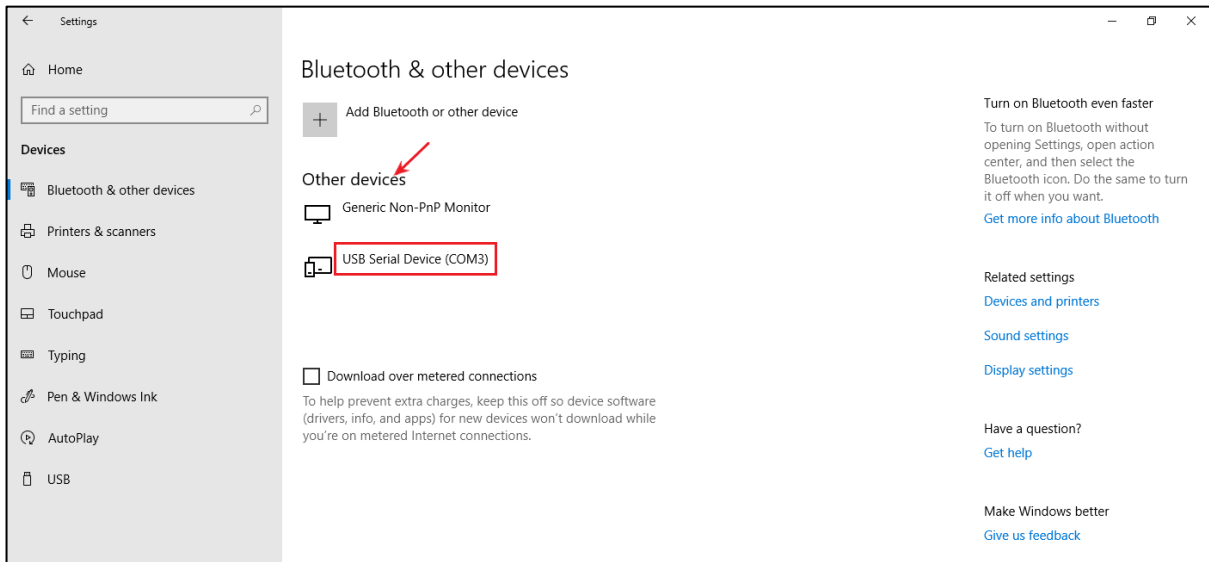 Settings
Home
Find a setting
Devices
Bluetooth & other devices
Printers & scanners
Mouse
Touchpad
Typing
Pen & Windows Ink
AutoPlay
USB
Bluetooth & other devices
Add Bluetooth or other device
Other devices
Generic Non-PnP Monitor
USB Serial Device (COM3)
Download over metered connections
To help prevent extra charges, keep this off so device software
(drivers, info, and apps) for new devices won't download while
you're on metered Internet connections.
Turn on Bluetooth even faster
To turn on Bluetooth without
opening Settings, open action
center, and then select the
Bluetooth icon. Do the same to turn
it off when you want.
Get more info about Bluetooth
Related settings
Devices and printers
Sound settings
Display settings
Have a question?
Get help
Make Windows better
Give us feedback